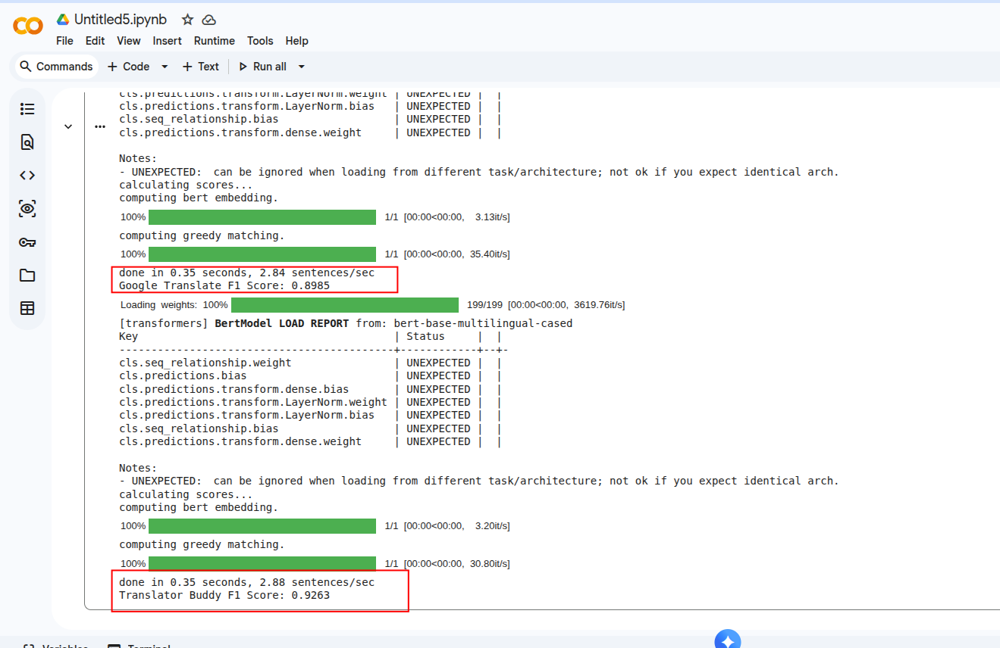 Untitled5.ipynb
File Edit View Insert Runtime Tools Help
Commands + Code + Text Run all
cls.predictions.transform.LayerNorm.weight | UNEXPECTED | |
cls.predictions.transform.LayerNorm.bias | UNEXPECTED | |
cls.seq_relationship.bias | UNEXPECTED | |
cls.predictions.transform.dense.weight | UNEXPECTED | |
Notes:
- UNEXPECTED: can be ignored when loading from different task/architecture; not ok if you expect identical arch.
calculating scores...
computing bert embedding.
100% 1/1 [00:00<00:00, 3.13it/s]
computing greedy matching.
100% 1/1 [00:00<00:00, 35.40it/s]
done in 0.35 seconds, 2.84 sentences/sec
Google Translate F1 Score: 0.8985
Loading weights: 100% 199/199 [00:00<00:00, 3619.76it/s]
[transformers] BertModel LOAD REPORT from: bert-base-multilingual-cased
Key | Status | |
-------------------------------------------+------------+--+-
cls.seq_relationship.weight | UNEXPECTED | |
cls.predictions.bias | UNEXPECTED | |
cls.predictions.transform.dense.bias | UNEXPECTED | |
cls.predictions.transform.LayerNorm.weight | UNEXPECTED | |
cls.predictions.transform.LayerNorm.bias | UNEXPECTED | |
cls.seq_relationship.bias | UNEXPECTED | |
cls.predictions.transform.dense.weight | UNEXPECTED | |
Notes:
- UNEXPECTED: can be ignored when loading from different task/architecture; not ok if you expect identical arch.
calculating scores...
computing bert embedding.
100% 1/1 [00:00<00:00, 3.20it/s]
computing greedy matching.
100% 1/1 [00:00<00:00, 30.80it/s]
done in 0.35 seconds, 2.88 sentences/sec
Translator Buddy F1 Score: 0.9263
Variables Terminal